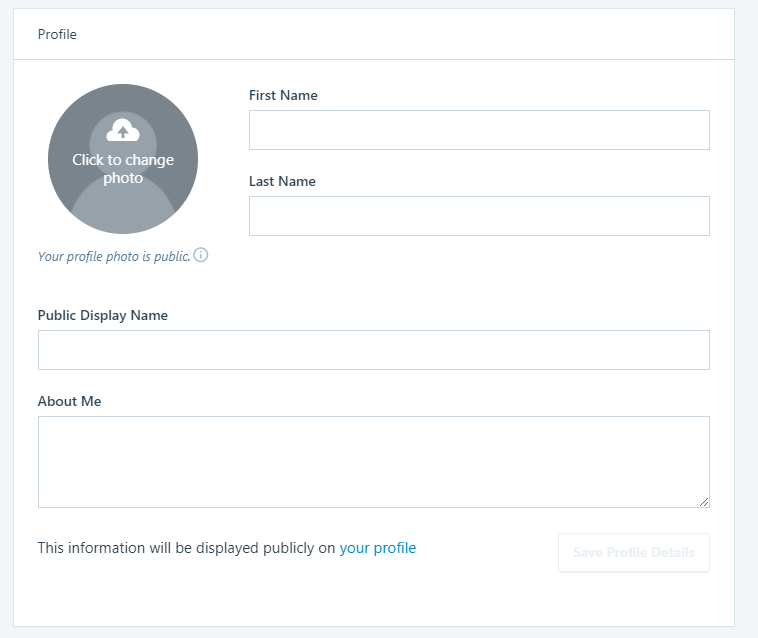 Profile
Click to change
photo
Your profile photo is public.
First Name
Last Name
Public Display Name
About Me
This information will be displayed publicly on your profile
Save Profile Details